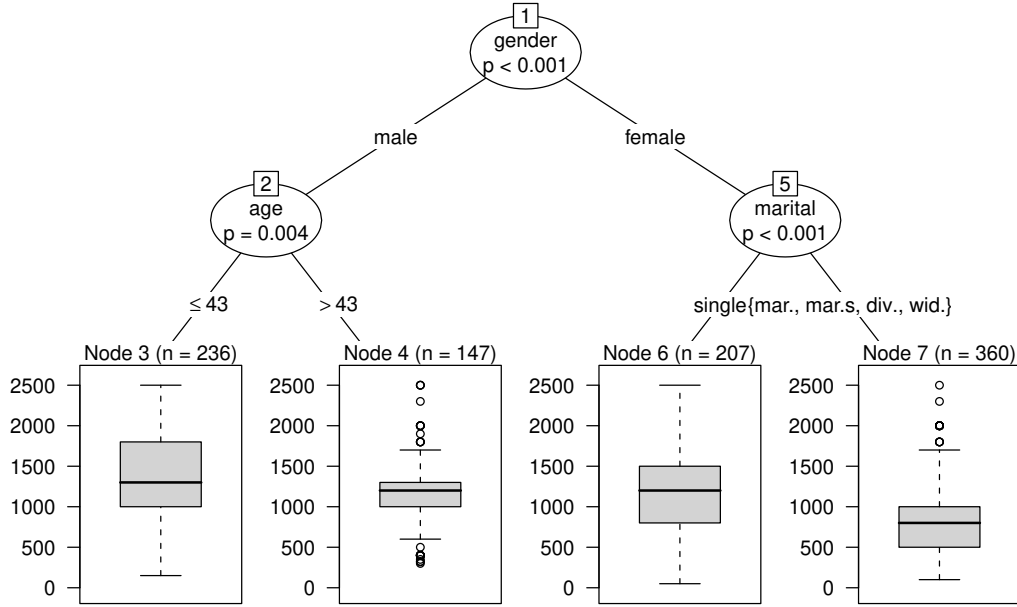 1
gender
p < 0.001
male
female
2
age
p = 0.004
5
marital
p < 0.001
≤ 43
> 43
single
{mar., mar.s, div., wid.}
Node 3 (n = 236)
Node 4 (n = 147)
Node 6 (n = 207)
Node 7 (n = 360)
2500
2000
1500
1000
500
0
2500
2000
1500
1000
500
0
2500
2000
1500
1000
500
0
2500
2000
1500
1000
500
0